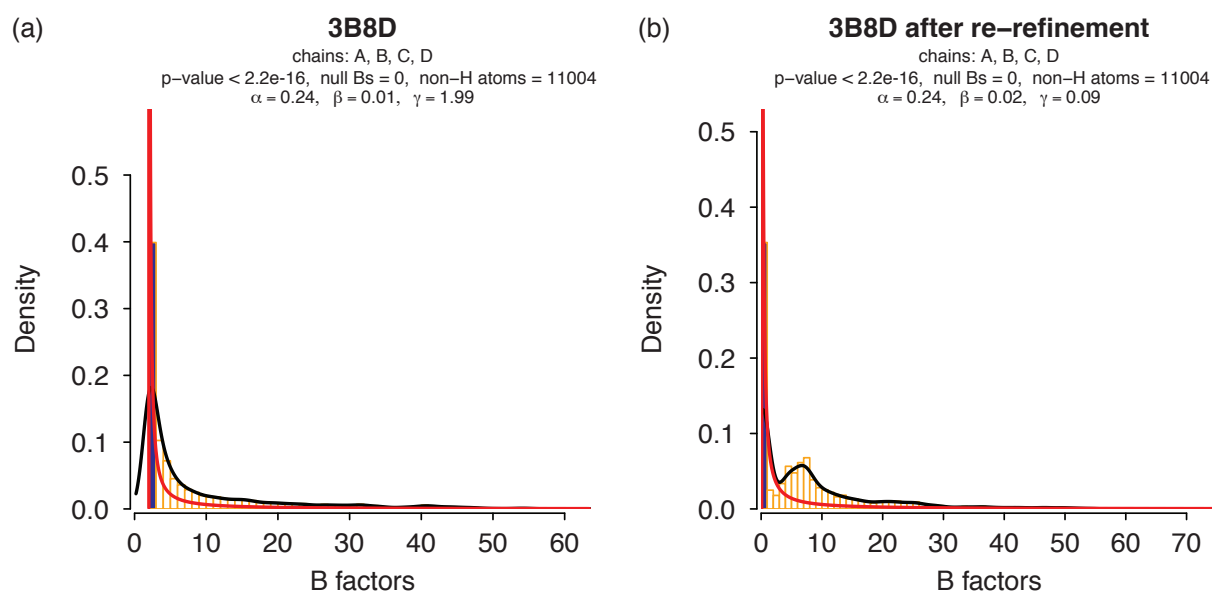 (a)
3B8D
chains: A, B, C, D
p−value < 2.2e-16, null Bs = 0, non−H atoms = 11004
α = 0.24, β = 0.01, γ = 1.99
Density
0.5
0.4
0.3
0.2
0.1
0.0
0 10 20 30 40 50 60
B factors
(b)
3B8D after re−refinement
chains: A, B, C, D
p−value < 2.2e-16, null Bs = 0, non−H atoms = 11004
α = 0.24, β = 0.02, γ = 0.09
Density
0.5
0.4
0.3
0.2
0.1
0.0
0 10 20 30 40 50 60 70
B factors